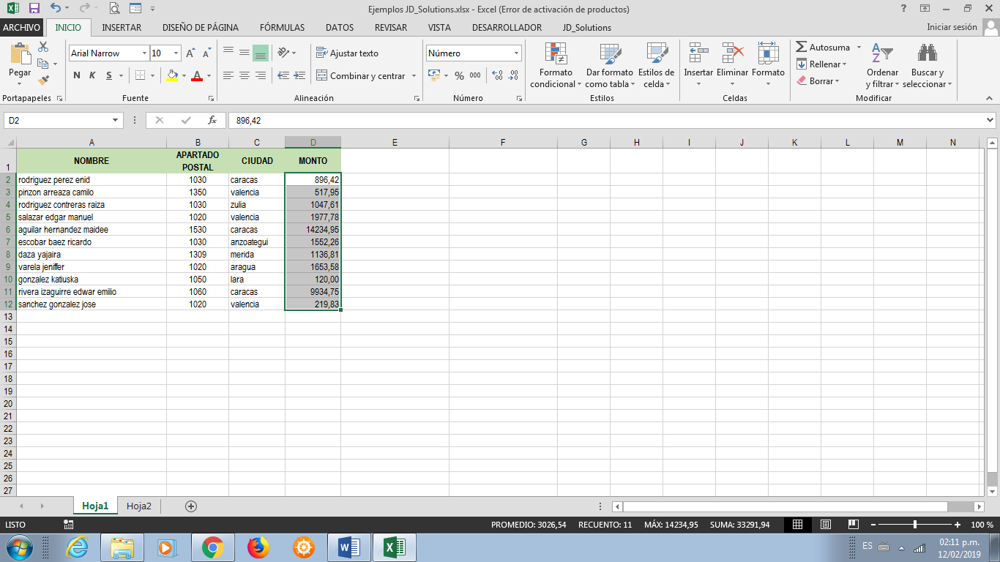 Ejemplos JD_Solutions.xlsx - Excel (Error de activación de productos)
ARCHIVO INICIO INSERTAR DISEÑO DE PÁGINA FÓRMULAS DATOS REVISAR VISTA DESARROLLADOR JD_Solutions Iniciar sesión
Pegar
Portapapeles
Arial Narrow 10
N K S
Fuente
Ajustar texto
Combinar y centrar
Alineación
Número
% 000
Número
Formato condicional
Dar formato como tabla
Estilos de celda
Estilos
Insertar Eliminar Formato
Celdas
Autosuma
Rellenar
Borrar
Ordenar y filtrar
Buscar y seleccionar
Modificar
D2 fx 896,42
A B C D E F G H I J K L M N
1 NOMBRE APARTADO POSTAL CIUDAD MONTO
2 rodriguez perez enid 1030 caracas 896,42
3 pinzon arreaza camilo 1350 valencia 517,95
4 rodriguez contreras raiza 1030 zulia 1047,61
5 salazar edgar manuel 1020 valencia 1977,78
6 aguilar hernandez maidee 1530 caracas 14234,95
7 escobar baez ricardo 1030 anzoategui 1552,26
8 daza yajaira 1309 merida 1136,81
9 varela jeniffer 1020 aragua 1653,58
10 gonzalez katiuska 1050 lara 120,00
11 rivera izaguirre edwar emilio 1060 caracas 9934,75
12 sanchez gonzalez jose 1020 valencia 219,83
13
14
15
16
17
18
19
20
21
22
23
24
25
26
27
Hoja1 Hoja2
LISTO PROMEDIO: 3026,54 RECUENTO: 11 MÁX: 14234,95 SUMA: 33291,94 100 %
ES 02:11 p.m.
12/02/2019